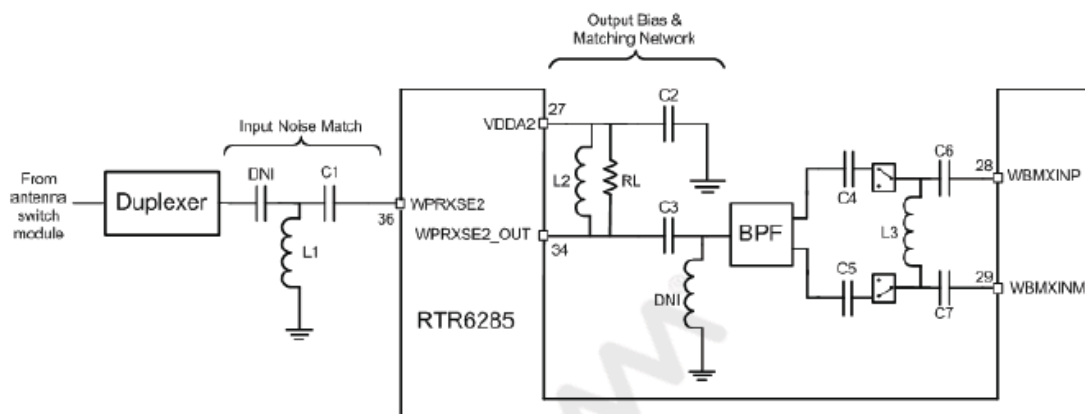 Output Bias &
Matching Network
Input Noise Match
From
antenna
switch
module
Duplexer
DNI
C1
L1
36
WPRXSE2
WPRXSE2_OUT
34
VDDA2
27
RTR6285
L2
RL
C2
C3
DNI
BPF
C4
C5
L3
C6
C7
28
WBMXINP
29
WBMXINM